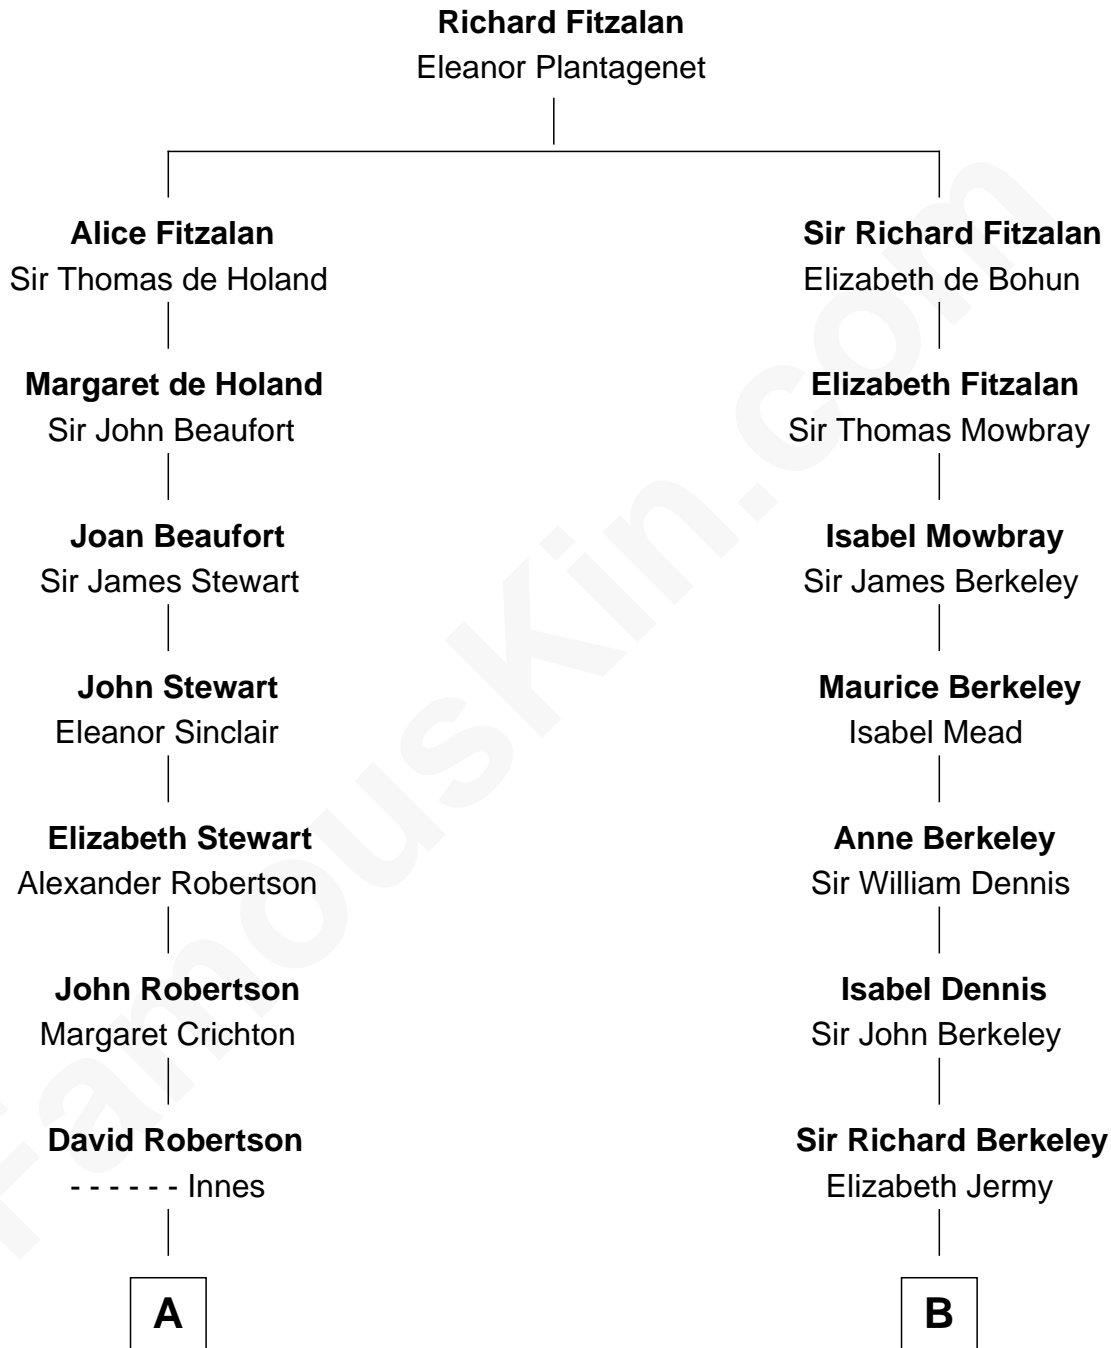 Richard Fitzalan
Eleanor Plantagenet
Alice Fitzalan
Sir Thomas de Holand
Sir Richard Fitzalan
Elizabeth de Bohun
Margaret de Holand
Sir John Beaufort
Elizabeth Fitzalan
Sir Thomas Mowbray
Joan Beaufort
Sir James Stewart
Isabel Mowbray
Sir James Berkeley
John Stewart
Eleanor Sinclair
Maurice Berkeley
Isabel Mead
Elizabeth Stewart
Alexander Robertson
Anne Berkeley
Sir William Dennis
John Robertson
Margaret Crichton
Isabel Dennis
Sir John Berkeley
David Robertson
- - - - - - Innes
Sir Richard Berkeley
Elizabeth Jermy
A
B
FamousKin.com